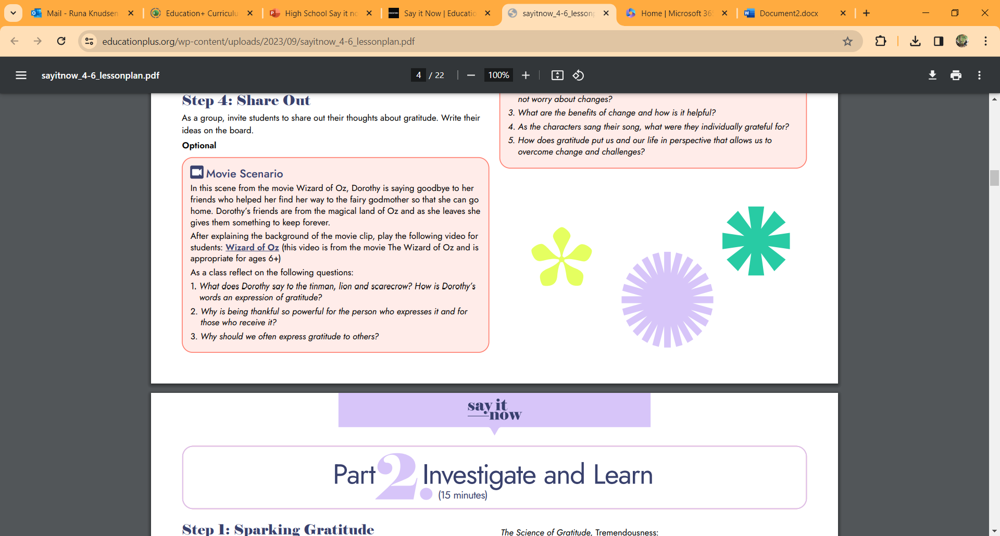 Mail - Runa Knudsen
Education+ Curriculu
High School Say it no
Say it Now | Educatio
sayitnow_4-6_lessonp
Home | Microsoft 36
Document2.docx
educationplus.org/wp-content/uploads/2023/09/sayitnow_4-6_lessonplan.pdf
sayitnow_4-6_lessonplan.pdf
4 / 22
100%
Step 4: Share Out
As a group, invite students to share out their thoughts about gratitude. Write their
ideas on the board.
Optional
Movie Scenario
In this scene from the movie Wizard of Oz, Dorothy is saying goodbye to her
friends who helped her find her way to the fairy godmother so that she can go
home. Dorothy's friends are from the magical land of Oz and as she leaves she
gives them something to keep forever.
After explaining the background of the movie clip, play the following video for
students: Wizard of Oz (this video is from the movie The Wizard of Oz and is
appropriate for ages 6+)
As a class reflect on the following questions:
1. What does Dorothy say to the tinman, lion and scarecrow? How is Dorothy's
words an expression of gratitude?
2. Why is being thankful so powerful for the person who expresses it and for
those who receive it?
3. Why should we often express gratitude to others?
not worry about changes?
3. What are the benefits of change and how is it helpful?
4. As the characters sang their song, what were they individually grateful for?
5. How does gratitude put us and our life in perspective that allows us to
overcome change and challenges?
say it
now
Part 2. Investigate and Learn
(15 minutes)
Step 1: Sparking Gratitude
The Science of Gratitude, Tremendousness: